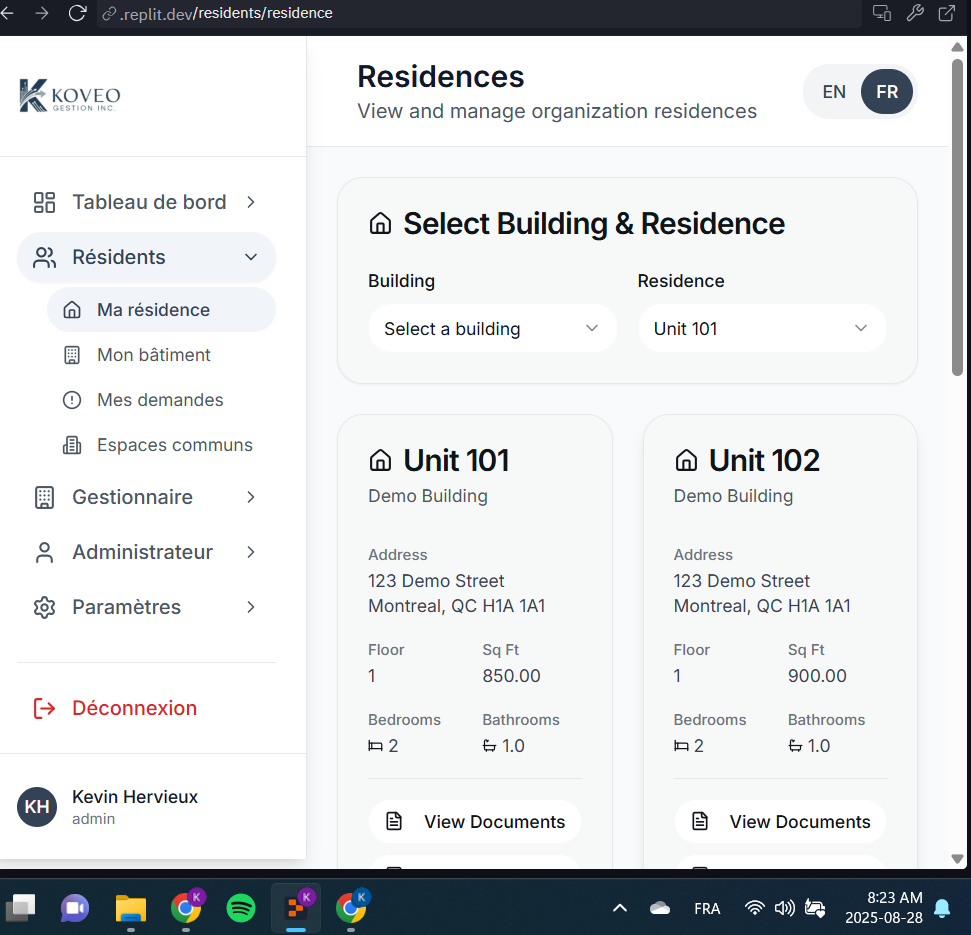 .replit.dev/residents/residence
KOVEO
GESTION INC.
Residences
View and manage organization residences
EN
FR
Tableau de bord
Résidents
Ma résidence
Mon bâtiment
Mes demandes
Espaces communs
Gestionnaire
Administrateur
Paramètres
Déconnexion
KH
Kevin Hervieux
admin
Select Building & Residence
Building
Residence
Select a building
Unit 101
Unit 101
Demo Building
Address
123 Demo Street
Montreal, QC H1A 1A1
Floor
Sq Ft
1
850.00
Bedrooms
Bathrooms
2
1.0
View Documents
Unit 102
Demo Building
Address
123 Demo Street
Montreal, QC H1A 1A1
Floor
Sq Ft
1
900.00
Bedrooms
Bathrooms
2
1.0
View Documents
K
K
K
FRA
8:23 AM
2025-08-28